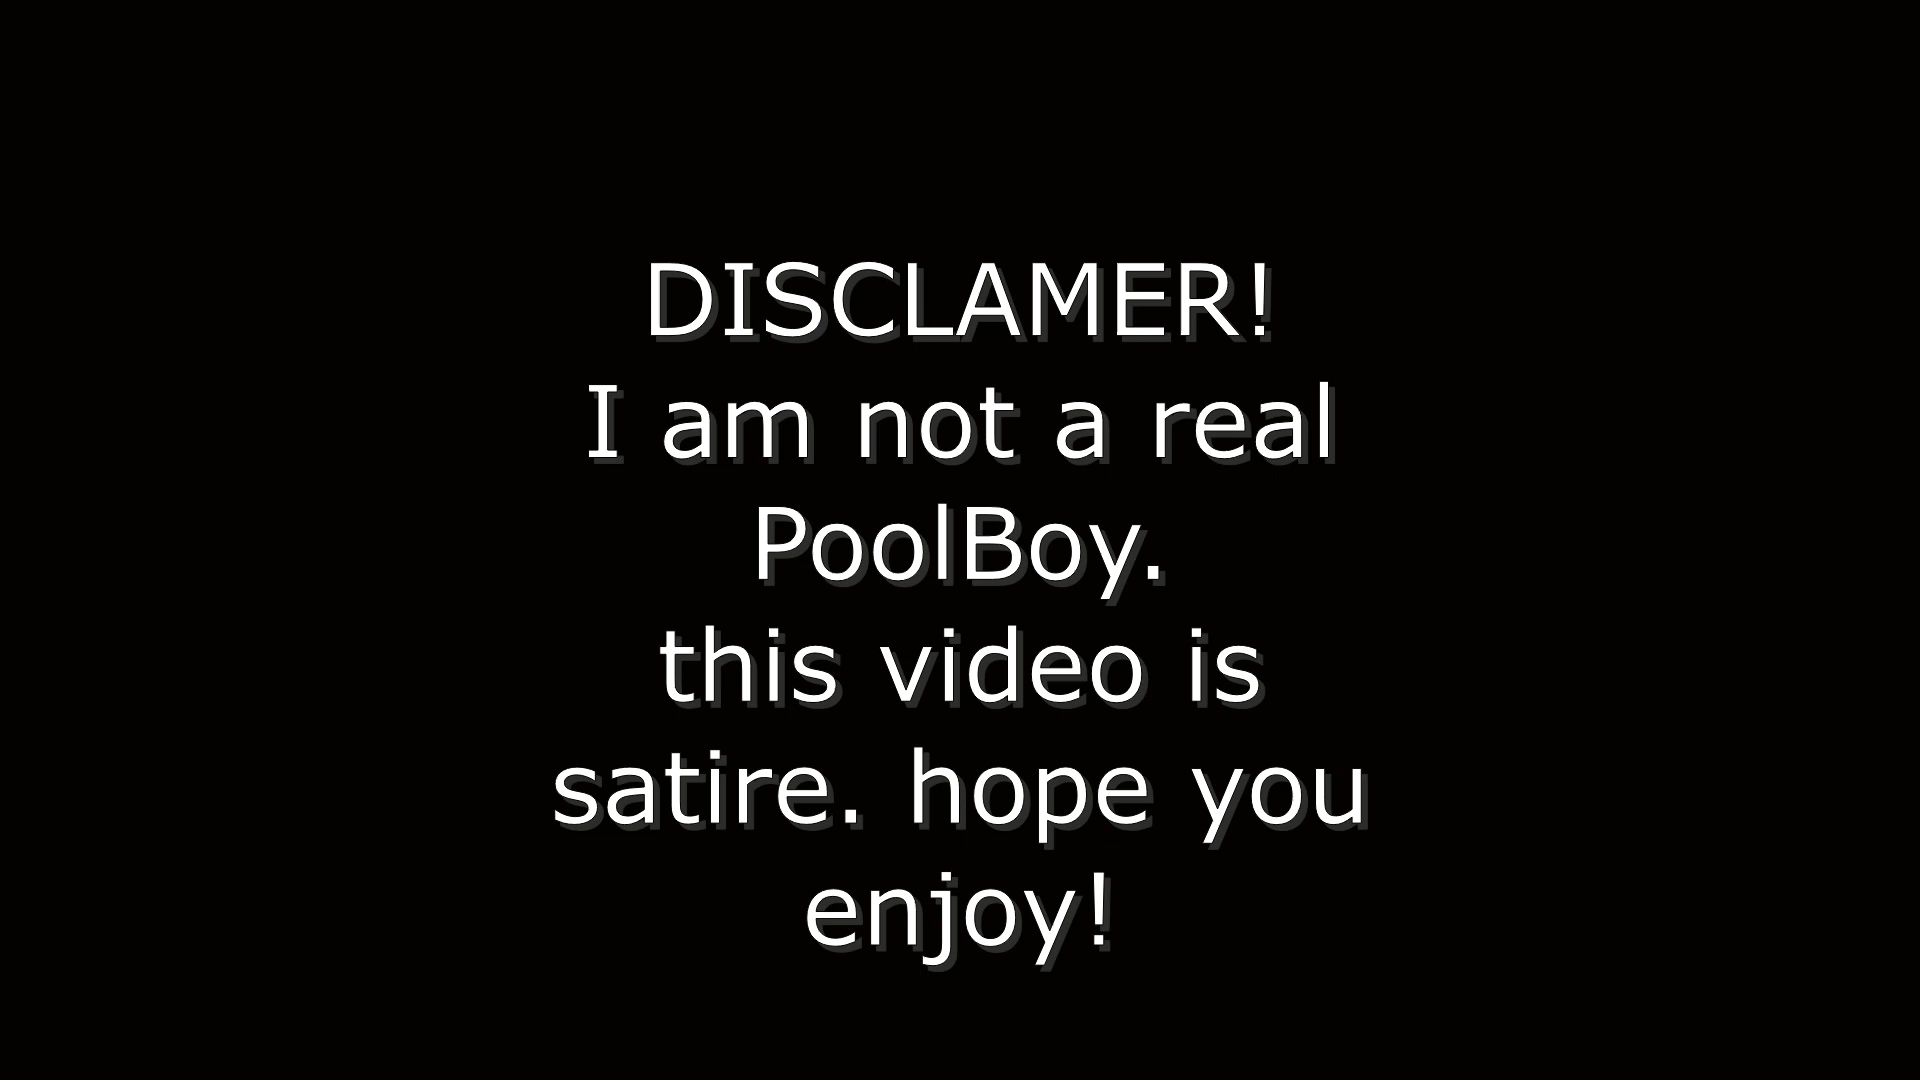 DISCLAMER!
I am not a real
PoolBoy.
this video is
satire. hope you
enjoy!